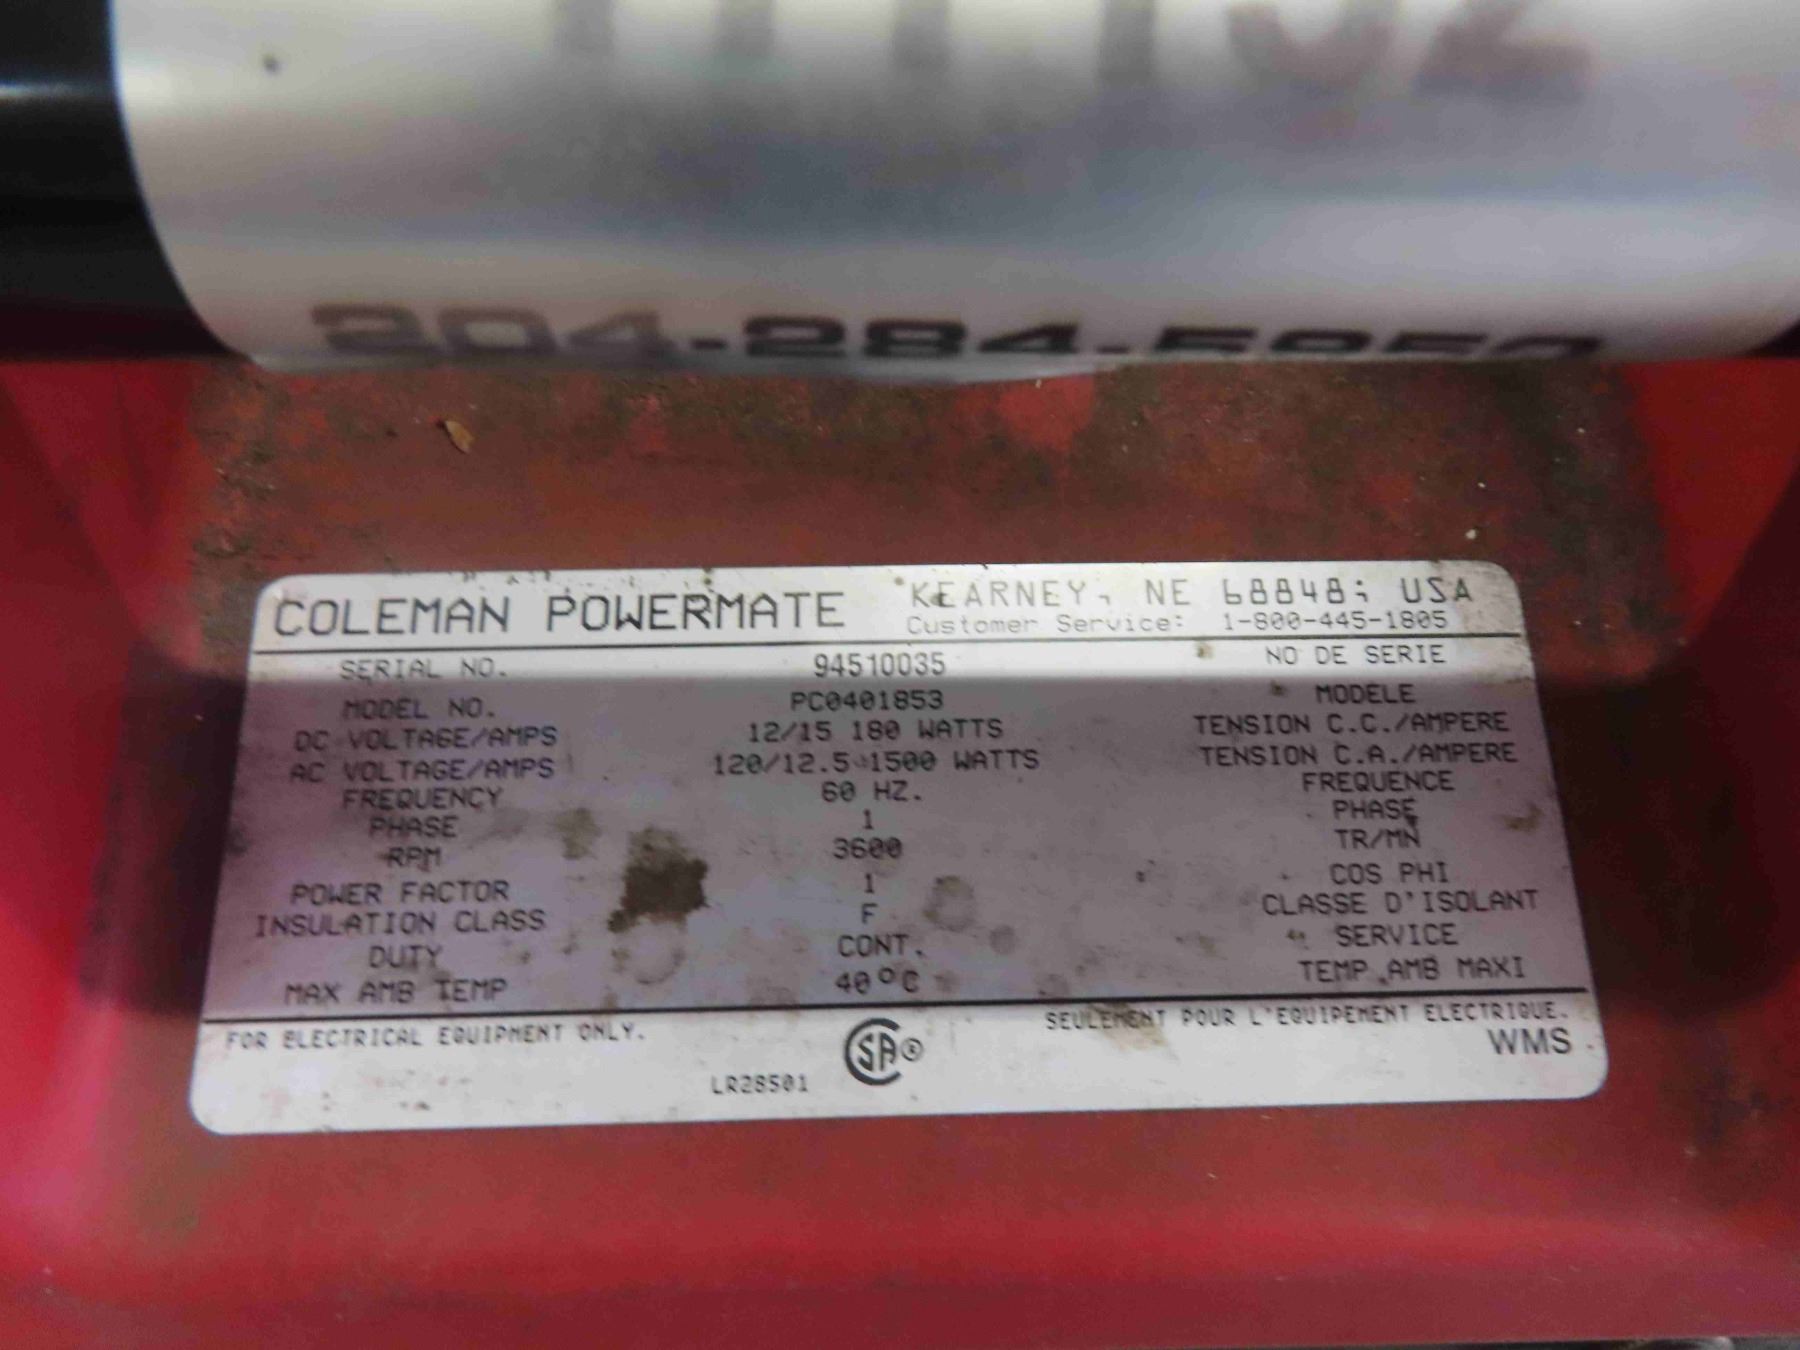 204-284-
COLEMAN POWERMATE KEARNEY, NE 68848; USA
Customer Service: 1-800-445-1805
SERIAL NO. 94510035 NO DE SERIE
MODEL NO. PC0401853 MODELE
DC VOLTAGE/AMPS 12/15 180 WATTS TENSION C.C./AMPERE
AC VOLTAGE/AMPS 120/12.5 1500 WATTS TENSION C.A./AMPERE
FREQUENCY 60 HZ. FREQUENCE
PHASE 1 PHASE
RPM 3600 TR/MN
POWER FACTOR 1 COS PHI
INSULATION CLASS F CLASSE D'ISOLANT
DUTY CONT. SERVICE
MAX AMB TEMP 40°C TEMP AMB MAXI
FOR ELECTRICAL EQUIPMENT ONLY. SEULEMENT POUR L'EQUIPEMENT ELECTRIQUE.
WMS
LR28501 SA®